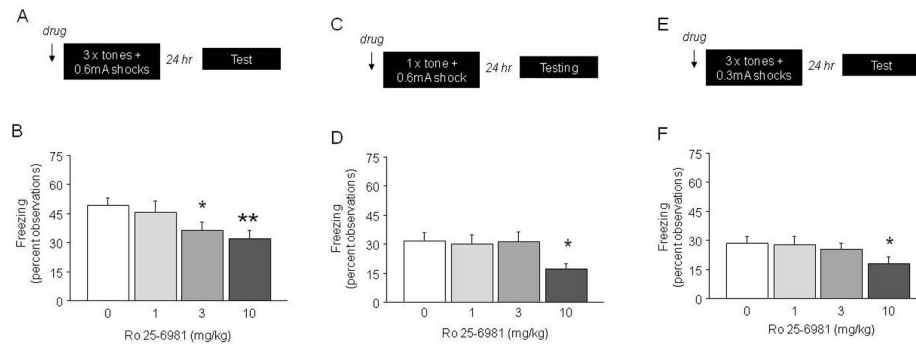 A
drug
3 x tones +
0.6mA shocks
24 hr
Test
C
drug
1x tone +
0.6mA shock
24 hr
Testing
E
drug
3 x tones +
0.3mA shocks
24 hr
Test
B
Freezing
(percent observations)
75
60
45
30
15
0
*
**
0 1 3 10
Ro 25-6981 (mg/kg)
D
Freezing
(percent observations)
75
60
45
30
15
0
*
0 1 3 10
Ro 25-6981 (mg/kg)
F
Freezing
(percent observations)
75
60
45
30
15
0
*
0 1 3 10
Ro 25-6981 (mg/kg)